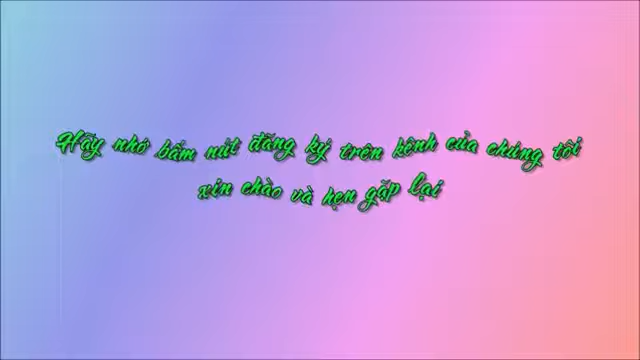 Hãy nhớ bấm nút đăng ký trên kênh của chúng tôi
xin chào và hẹn gặp lại